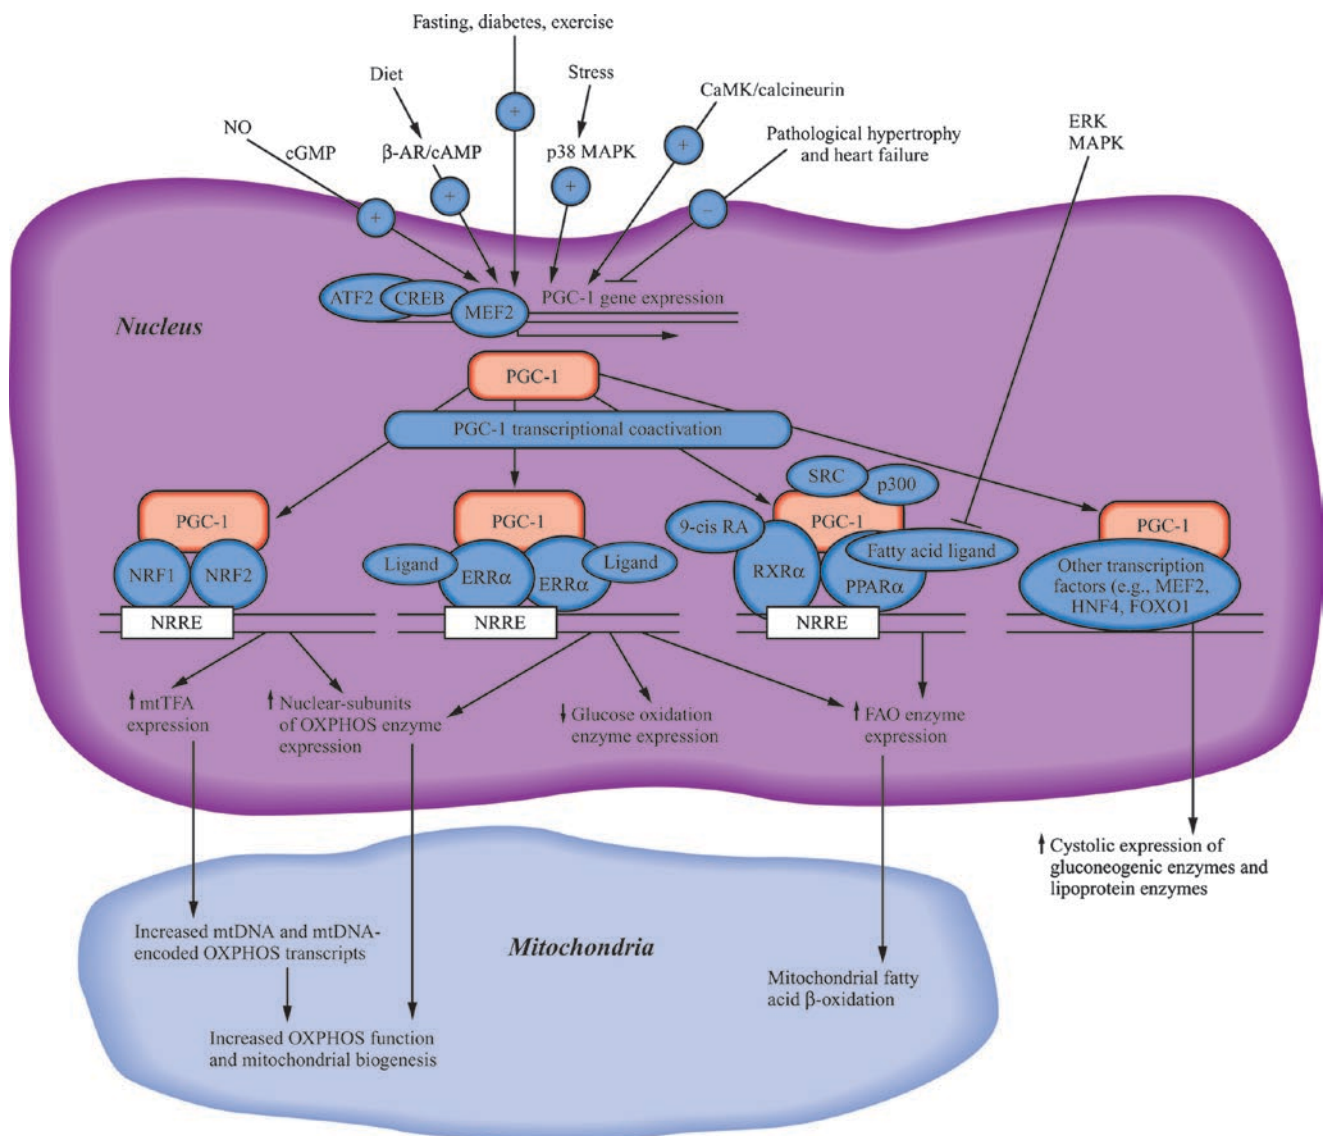 Fasting, diabetes, exercise
Diet
Stress
CaMK/calcineurin
NO
cGMP
β-AR/cAMP
p38 MAPK
Pathological hypertrophy
and heart failure
ERK
MAPK
+
+
+
+
+
–
ATF2
CREB
MEF2
PGC-1 gene expression
Nucleus
PGC-1
PGC-1 transcriptional coactivation
PGC-1
NRF1
NRF2
NRRE
PGC-1
Ligand
ERRα
ERRα
Ligand
NRRE
SRC
p300
9-cis RA
PGC-1
RXRα
PPARα
Fatty acid ligand
NRRE
PGC-1
Other transcription
factors (e.g., MEF2,
HNF4, FOXO1
mtTFA
expression
Nuclear-subunits
of OXPHOS enzyme
expression
Glucose oxidation
enzyme expression
FAO enzyme
expression
Cystolic expression of
gluconeogenic enzymes and
lipoprotein enzymes
Increased mtDNA and mtDNA-
encoded OXPHOS transcripts
Mitochondria
Mitochondrial fatty
acid β-oxidation
Increased OXPHOS function
and mitochondrial biogenesis